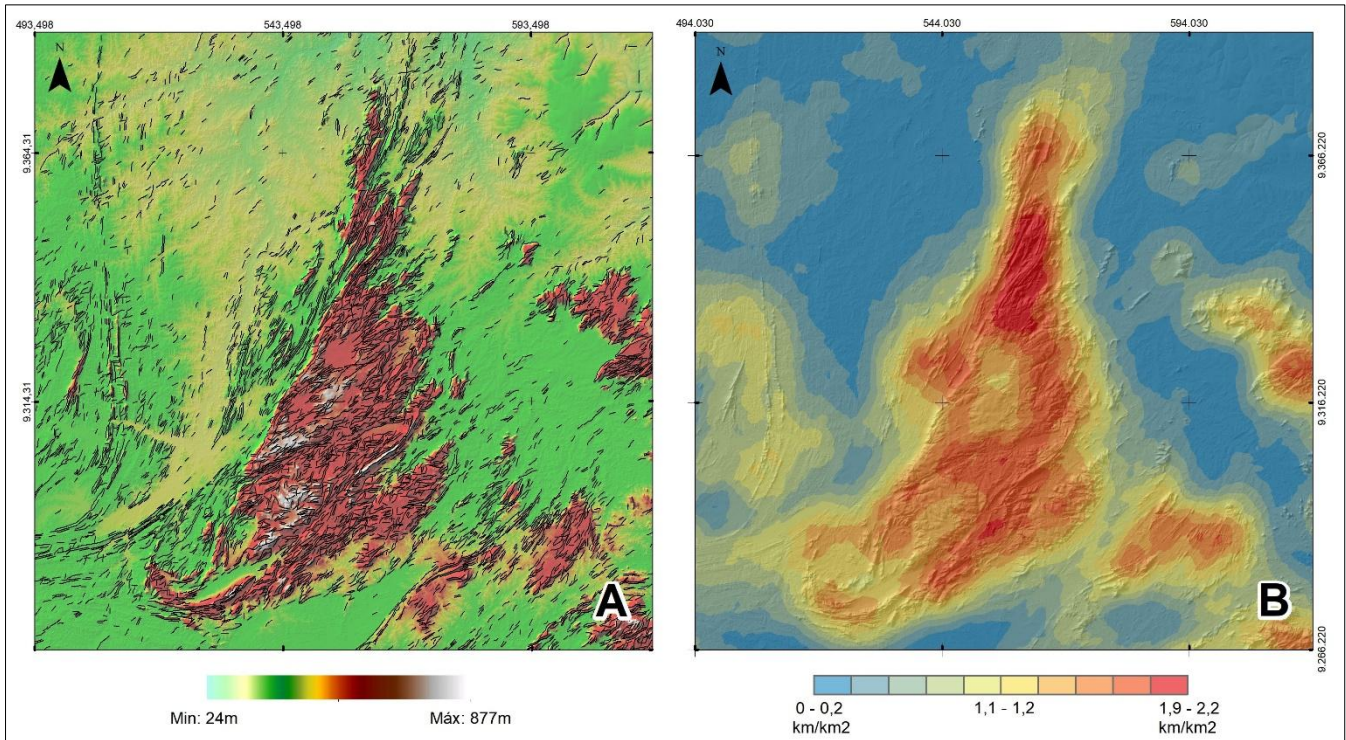 493,498
543,498
593,498
N
9.364,31
9.314,31
A
Min: 24m
Máx: 877m
494.030
544.030
594.030
N
9.366.220
9.316.220
9.266.220
B
0 - 0,2
km/km2
1,1 - 1,2
1,9 - 2,2
km/km2